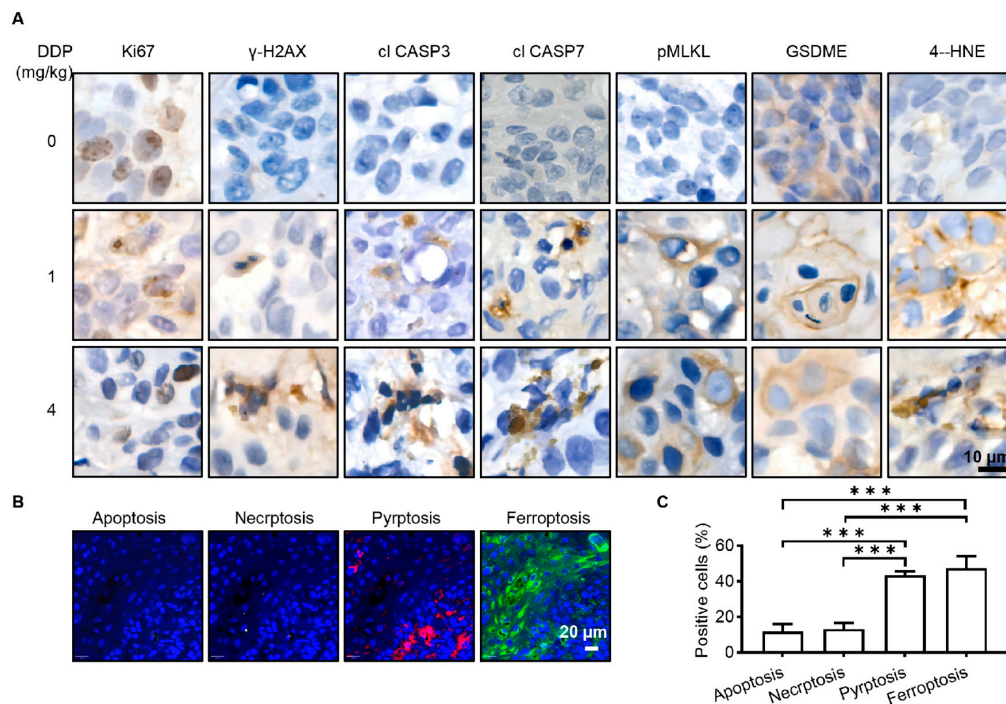 A
DDP
(mg/kg)
Ki67 γ-H2AX cl CASP3 cl CASP7 pMLKL GSDME 4--HNE
0
1
4
10 μm
B
Apoptosis Necrptosis Pyrptosis Ferroptosis
20 μm
C
***
***
***
***
Positive cells (%)
60
40
20
0
Apoptosis
Necrptosis
Pyrptosis
Ferroptosis